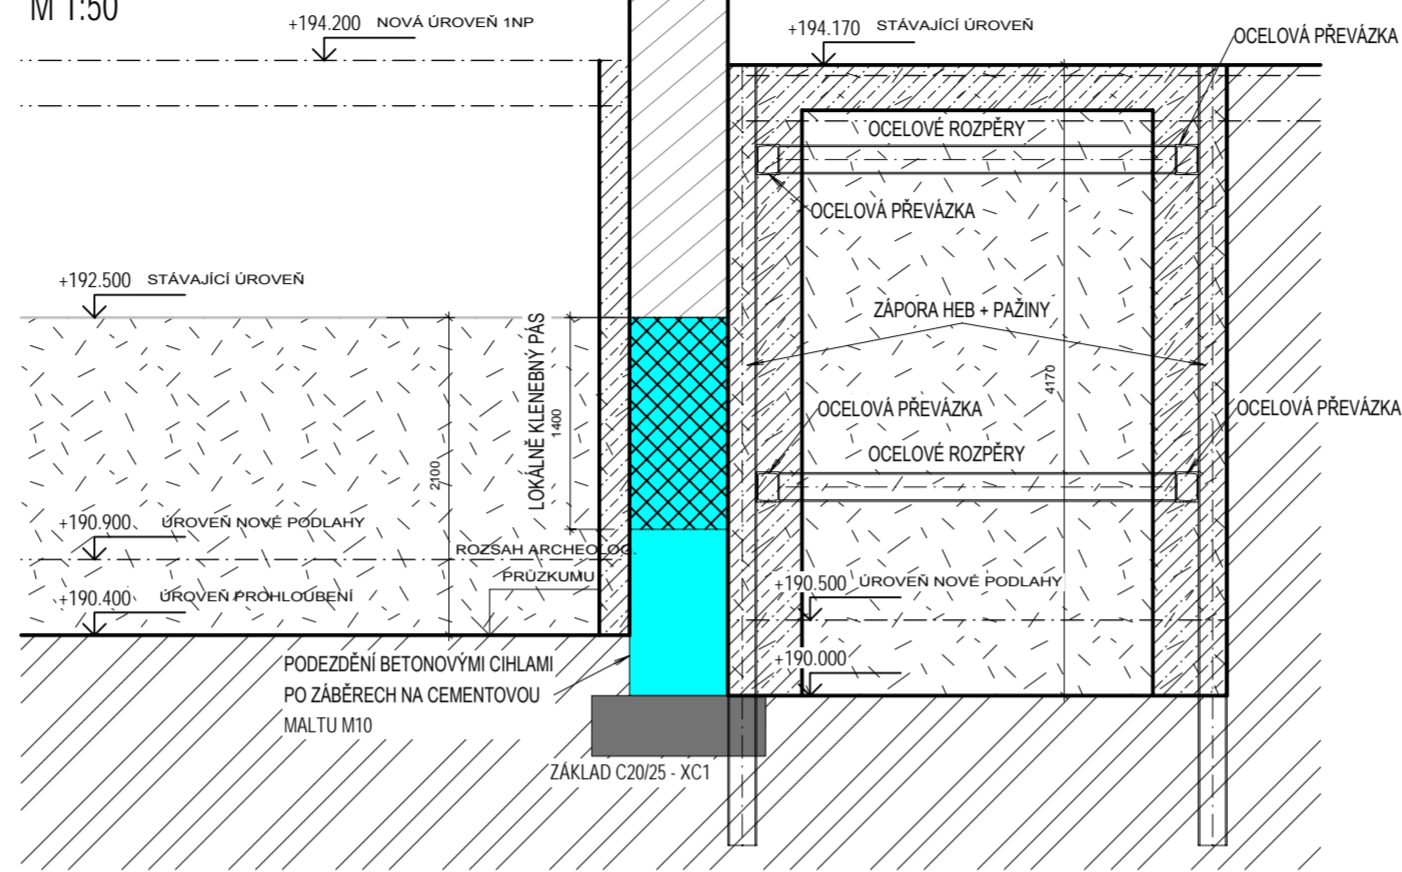 M 1:50
+194.200 NOVÁ ÚROVEŇ 1NP
+194.170 STÁVAJÍCÍ ÚROVEŇ
OCELOVÁ PŘEVÁZKA
OCELOVÉ ROZPĚRY
OCELOVÁ PŘEVÁZKA
+192.500 STÁVAJÍCÍ ÚROVEŇ
ZÁPORA HEB + PAŽINY
LOKÁLNĚ KLENEBNÝ PÁS
1400
2100
4170
OCELOVÁ PŘEVÁZKA
OCELOVÁ PŘEVÁZKA
OCELOVÉ ROZPĚRY
+190.900 ÚROVEŇ NOVÉ PODLAHY
ROZSAH ARCHEOLOG.
PRŮZKUMU
+190.500 ÚROVEŇ NOVÉ PODLAHY
+190.400 ÚROVEŇ PROHLOUBENÍ
+190.000
PODEZDĚNÍ BETONOVÝMI CIHLAMI
PO ZÁBĚRECH NA CEMENTOVOU
MALTU M10
ZÁKLAD C20/25 - XC1